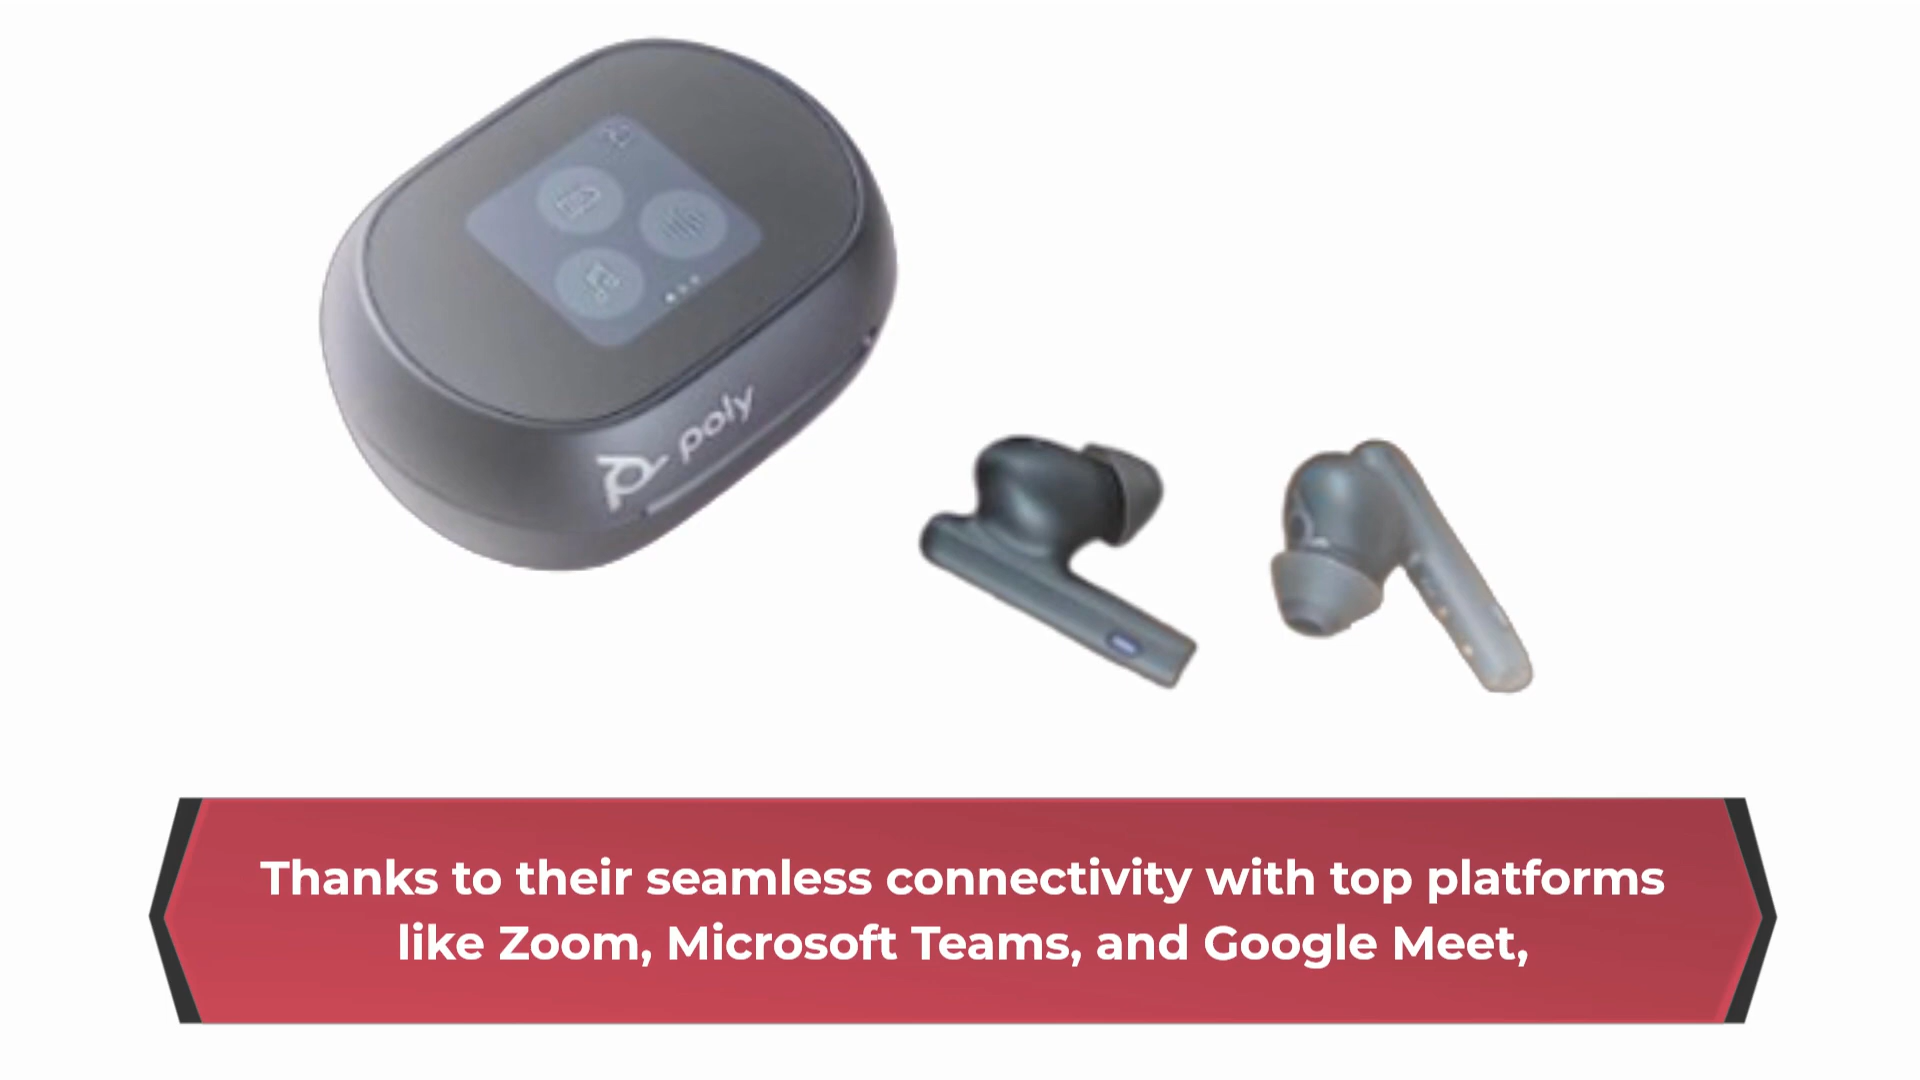 poly
Thanks to their seamless connectivity with top platforms
like Zoom, Microsoft Teams, and Google Meet,